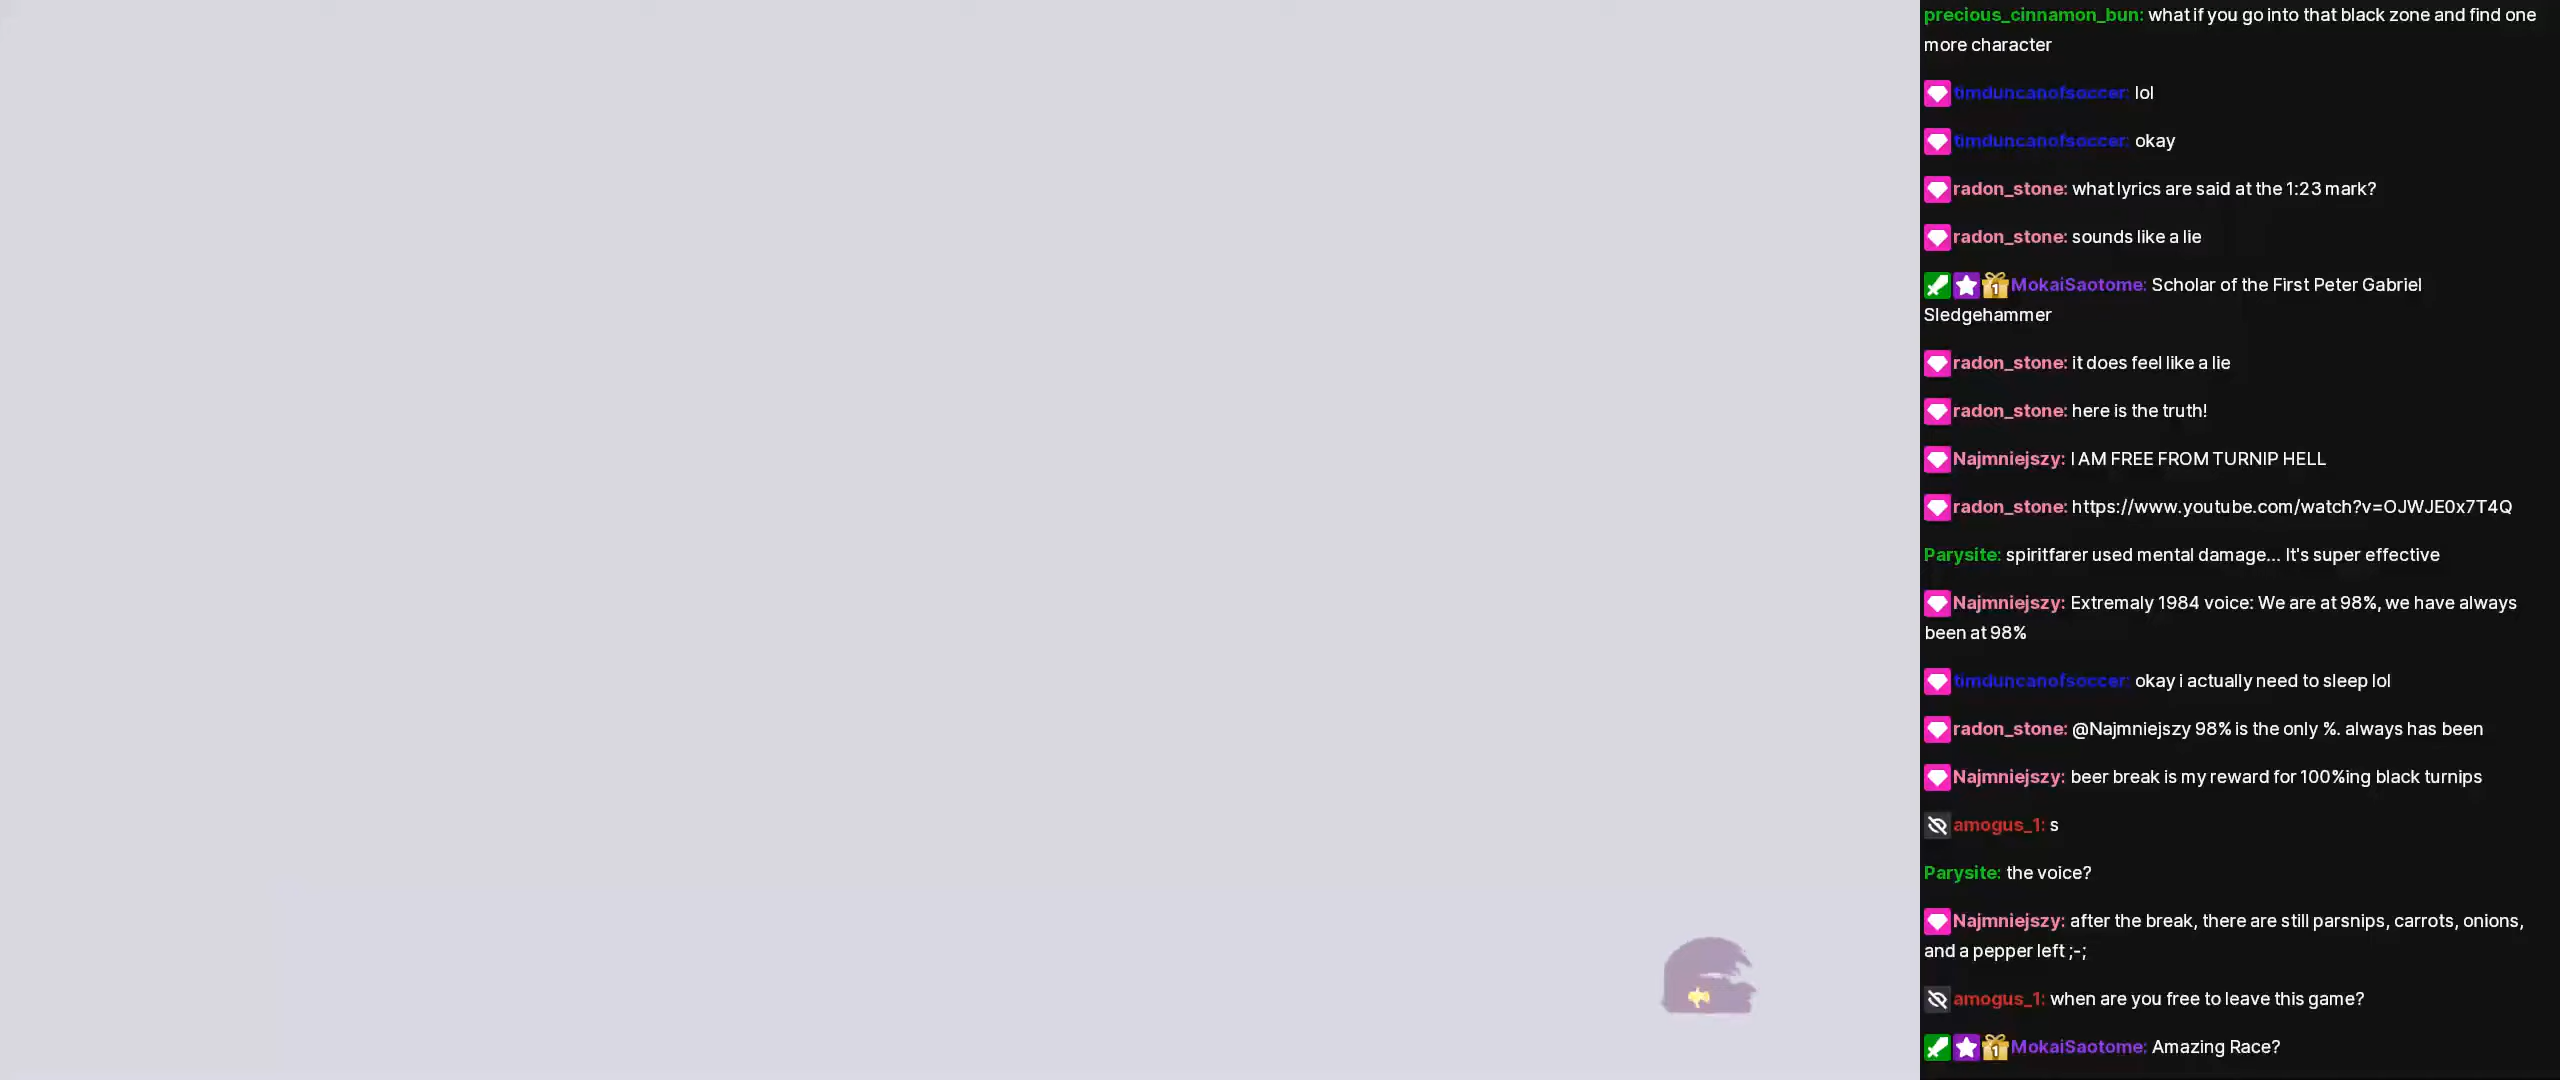 precious_cinnamon_bun: what if you go into that black zone and find one
more character
timduncanofsoccer: lol
timduncanofsoccer: okay
radon_stone: what lyrics are said at the 1:23 mark?
radon_stone: sounds like a lie
1 MokaiSaotome: Scholar of the First Peter Gabriel
Sledgehammer
radon_stone: it does feel like a lie
radon_stone: here is the truth!
Najmniejszy: I AM FREE FROM TURNIP HELL
radon_stone: https://www.youtube.com/watch?v=OJWJE0x7T4Q
Parysite: spiritfarer used mental damage... It's super effective
Najmniejszy: Extremaly 1984 voice: We are at 98%, we have always
been at 98%
timduncanofsoccer: okay i actually need to sleep lol
radon_stone: @Najmniejszy 98% is the only %. always has been
Najmniejszy: beer break is my reward for 100%ing black turnips
amogus_1: s
Parysite: the voice?
Najmniejszy: after the break, there are still parsnips, carrots, onions,
and a pepper left ;-;
amogus_1: when are you free to leave this game?
1 MokaiSaotome: Amazing Race?